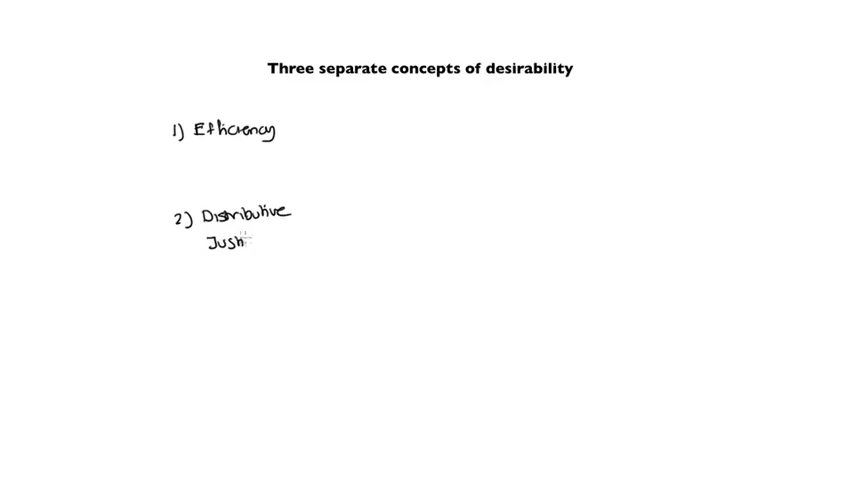 Three separate concepts of desirability
1) Efficiency
2) Distributive
Just